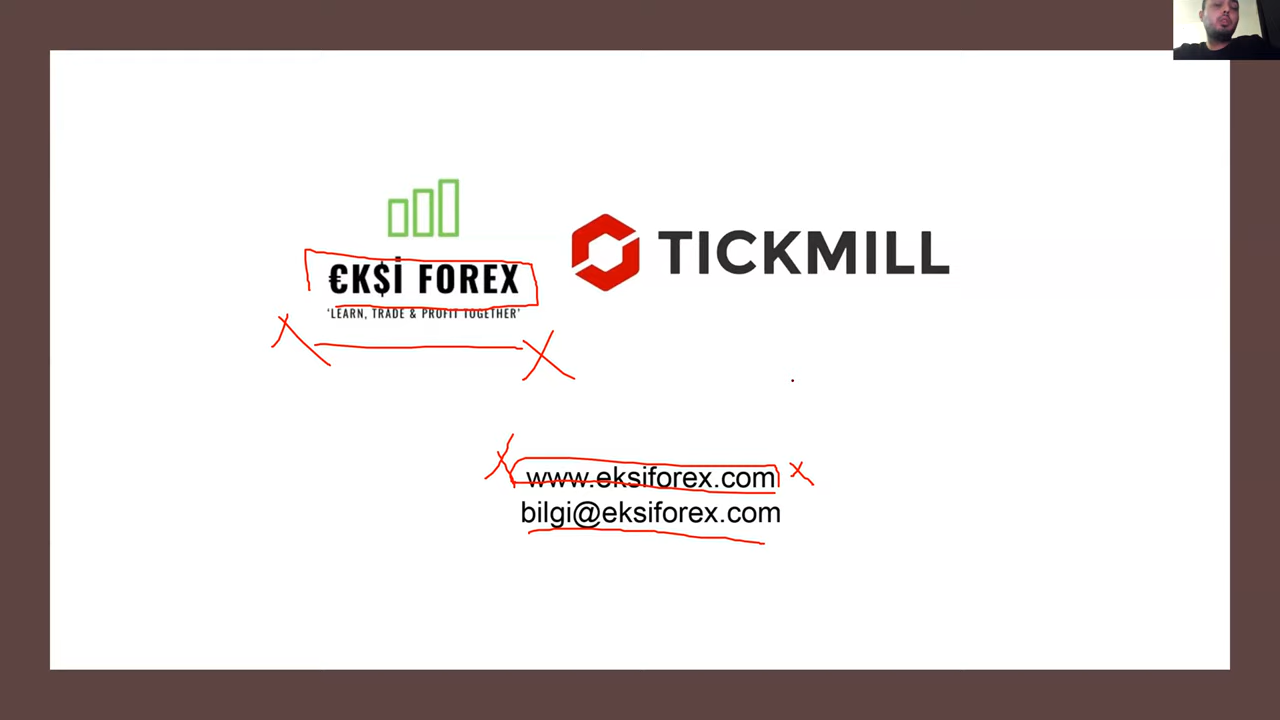 €K$İ FOREX
'LEARN, TRADE & PROFIT TOGETHER'
TICKMILL
www.eksiforex.com
bilgi@eksiforex.com